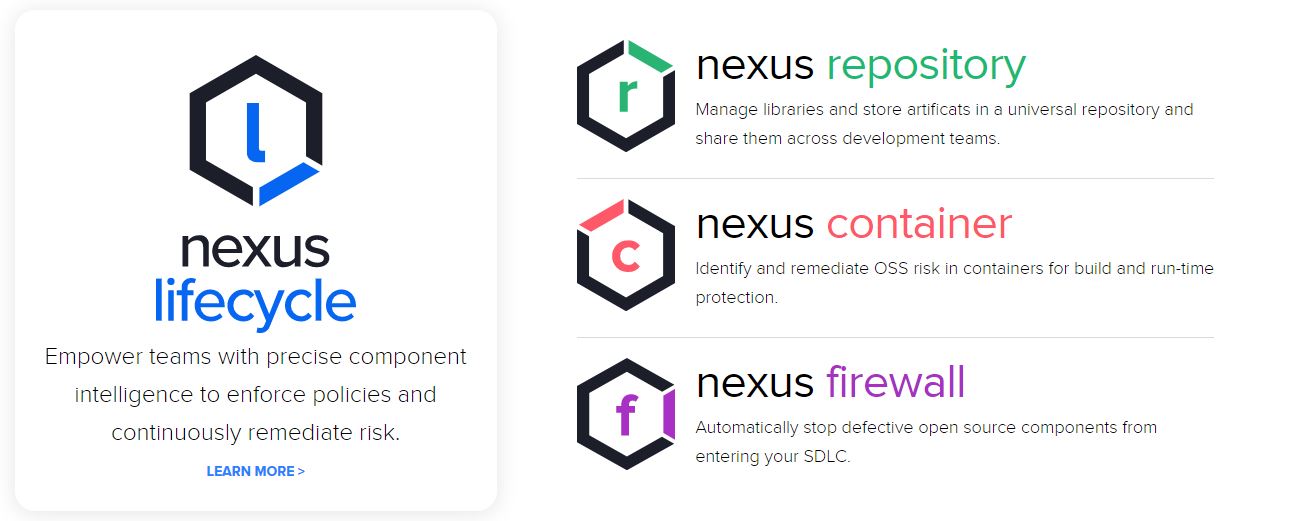 l
nexus
lifecycle
Empower teams with precise component
intelligence to enforce policies and
continuously remediate risk.
LEARN MORE >
r
nexus repository
Manage libraries and store artificats in a universal repository and
share them across development teams.
c
nexus container
Identify and remediate OSS risk in containers for build and run-time
protection.
f
nexus firewall
Automatically stop defective open source components from
entering your SDLC.